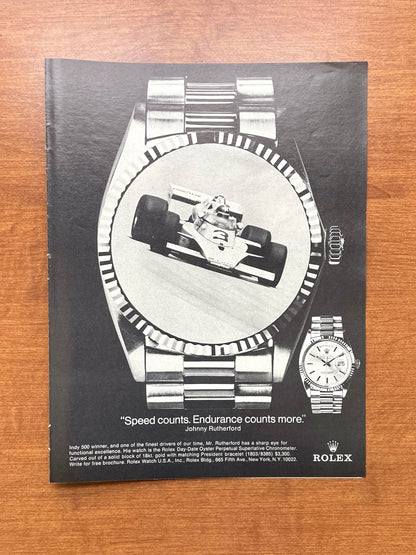 GOODYEAR
2
"Speed counts. Endurance counts more."
Johnny Rutherford
Indy 500 winner, and one of the finest drivers of our time, Mr. Rutherford has a sharp eye for
functional excellence. His watch is the Rolex Day-Date Oyster Perpetual Superlative Chronometer.
Carved out of a solid block of 18kt. gold with matching President bracelet (1803/8385) $3,300.
Write for free brochure. Rolex Watch U.S.A., Inc., Rolex Bldg., 665 Fifth Ave., New York, N.Y. 10022.
ROLEX